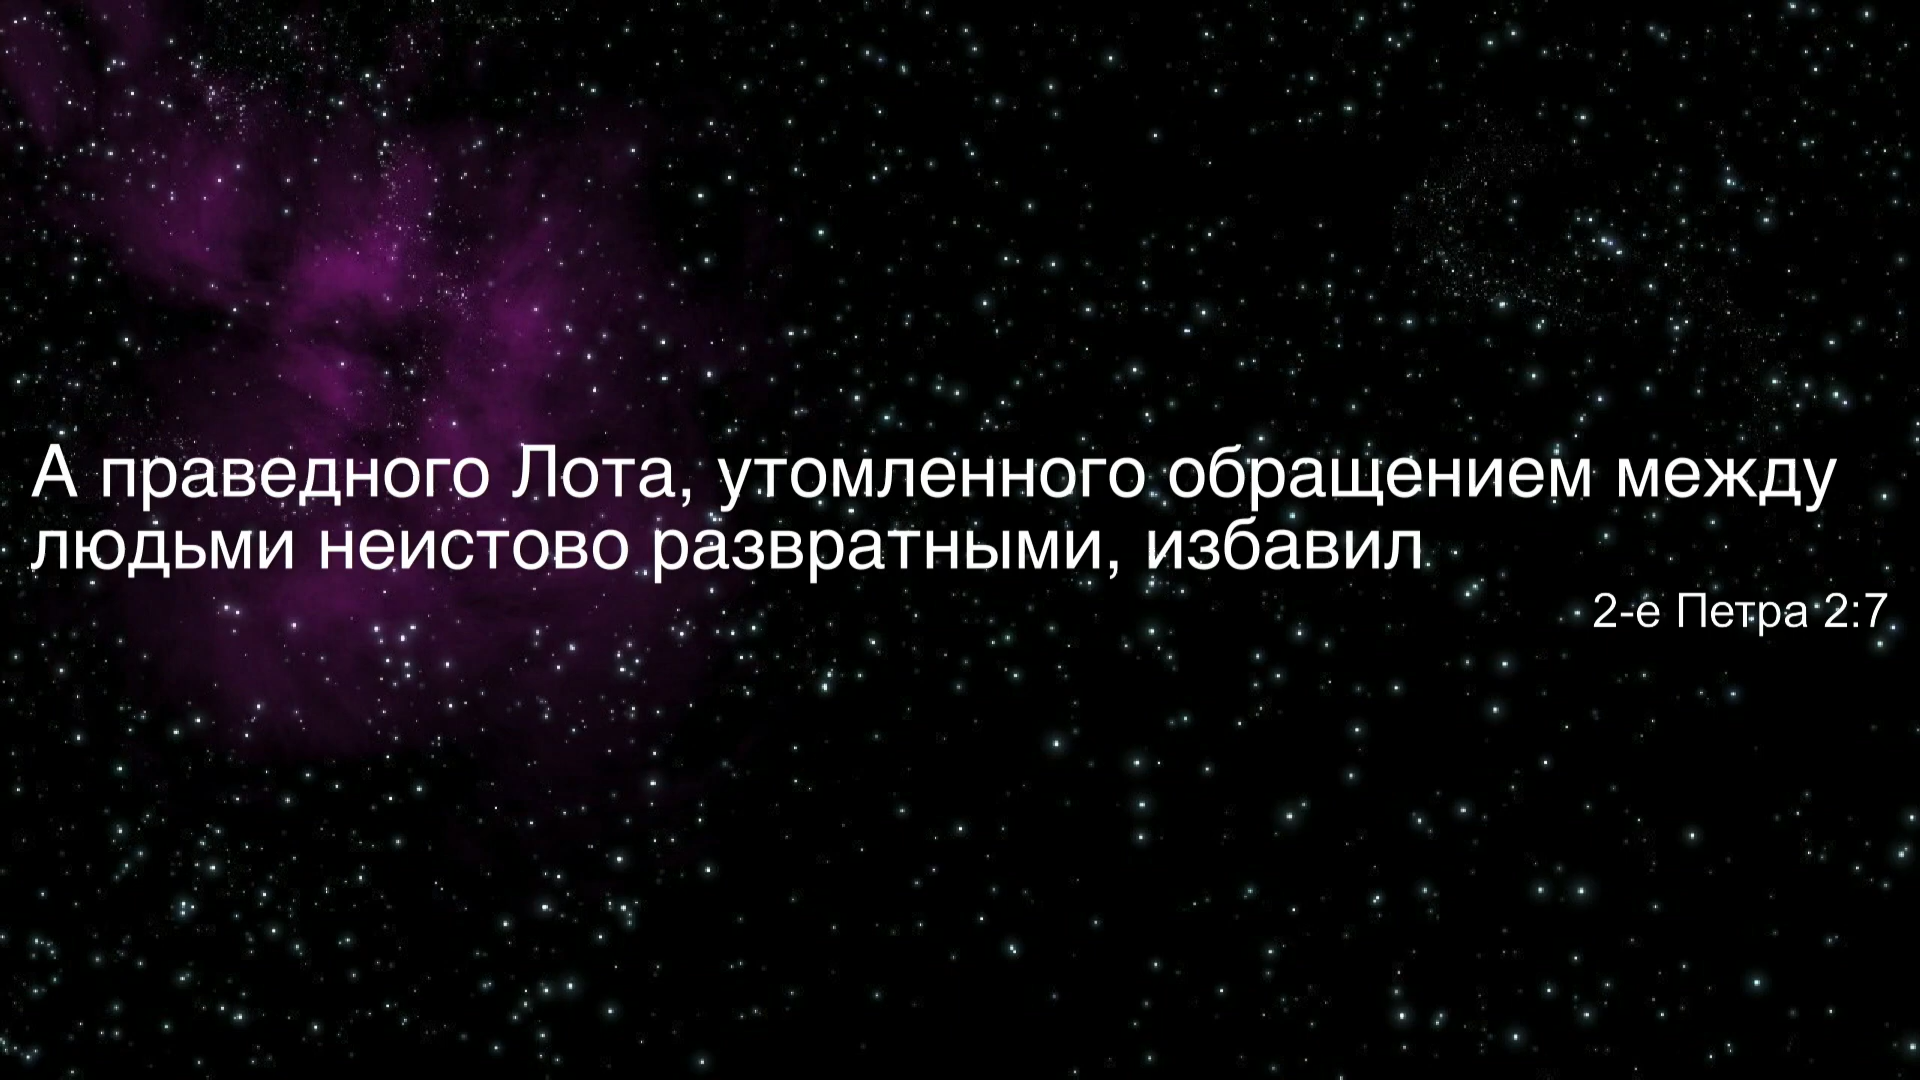 А праведного Лота, утомленного обращением между
людьми неистово развратными, избавил
2-е Петра 2:7